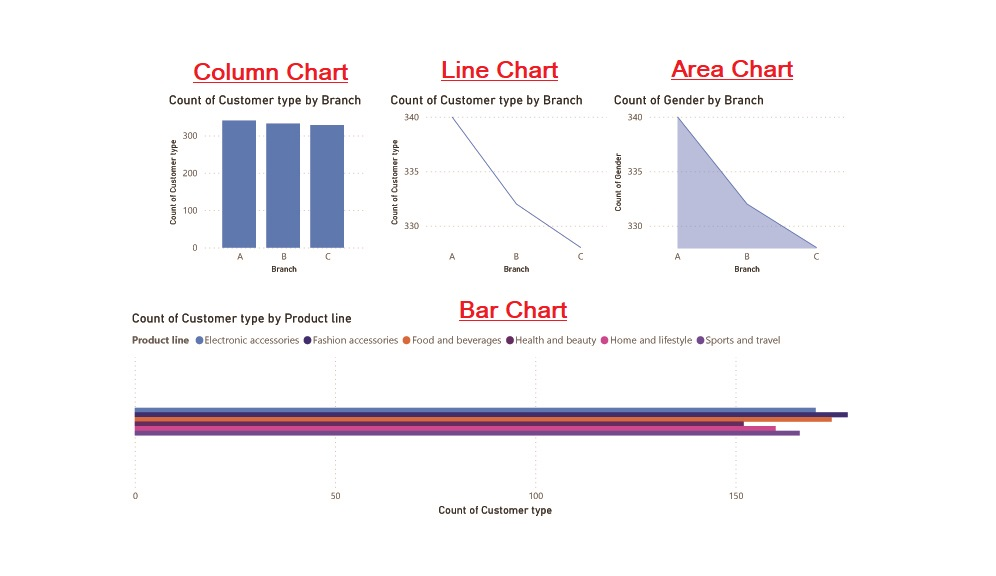 Column Chart
Count of Customer type by Branch
Count of Customer type
300
200
100
0
A B C
Branch
Line Chart
Count of Customer type by Branch
Count of Customer type
340
335
330
A B C
Branch
Area Chart
Count of Gender by Branch
Count of Gender
340
335
330
A B C
Branch
Bar Chart
Count of Customer type by Product line
Product line Electronic accessories Fashion accessories Food and beverages Health and beauty Home and lifestyle Sports and travel
0 50 100 150
Count of Customer type